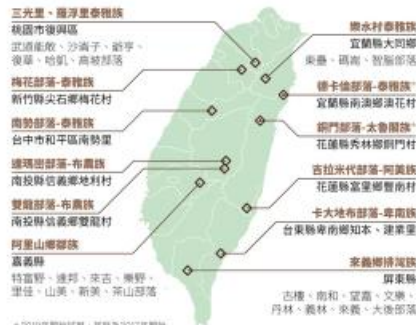 三光里、羅浮里泰雅族
桃園市復興區
復華、哈凱、高坡部落
梅花部落-泰雅族
新竹縣尖石鄉梅花村
南勢部落-泰雅族
台中市和平區南勢里
達瑪巒部落-布農族
南投縣信義鄉地利村
雙龍部落-布農族
南投縣信義鄉雙龍村
阿里山鄉鄒族
嘉義縣
特富野、達邦、來吉、樂野、
里佳、山美、新美、茶山部落
樂水村泰雅族
宜蘭縣大同鄉
東壘、碼崙、智腦部落
德卡倫部落-泰雅族*
宜蘭縣南澳鄉澳花村
銅門部落-太魯閣族*
花蓮縣秀林鄉銅門村
吉拉米代部落-阿美族
花蓮縣富里鄉豐南村
卡大地布部落-卑南族
台東縣卑南鄉知本、建業里
來義鄉排灣族
屏東縣
古樓、南和、望嘉、文樂、
丹林、義林、來義、大後部落